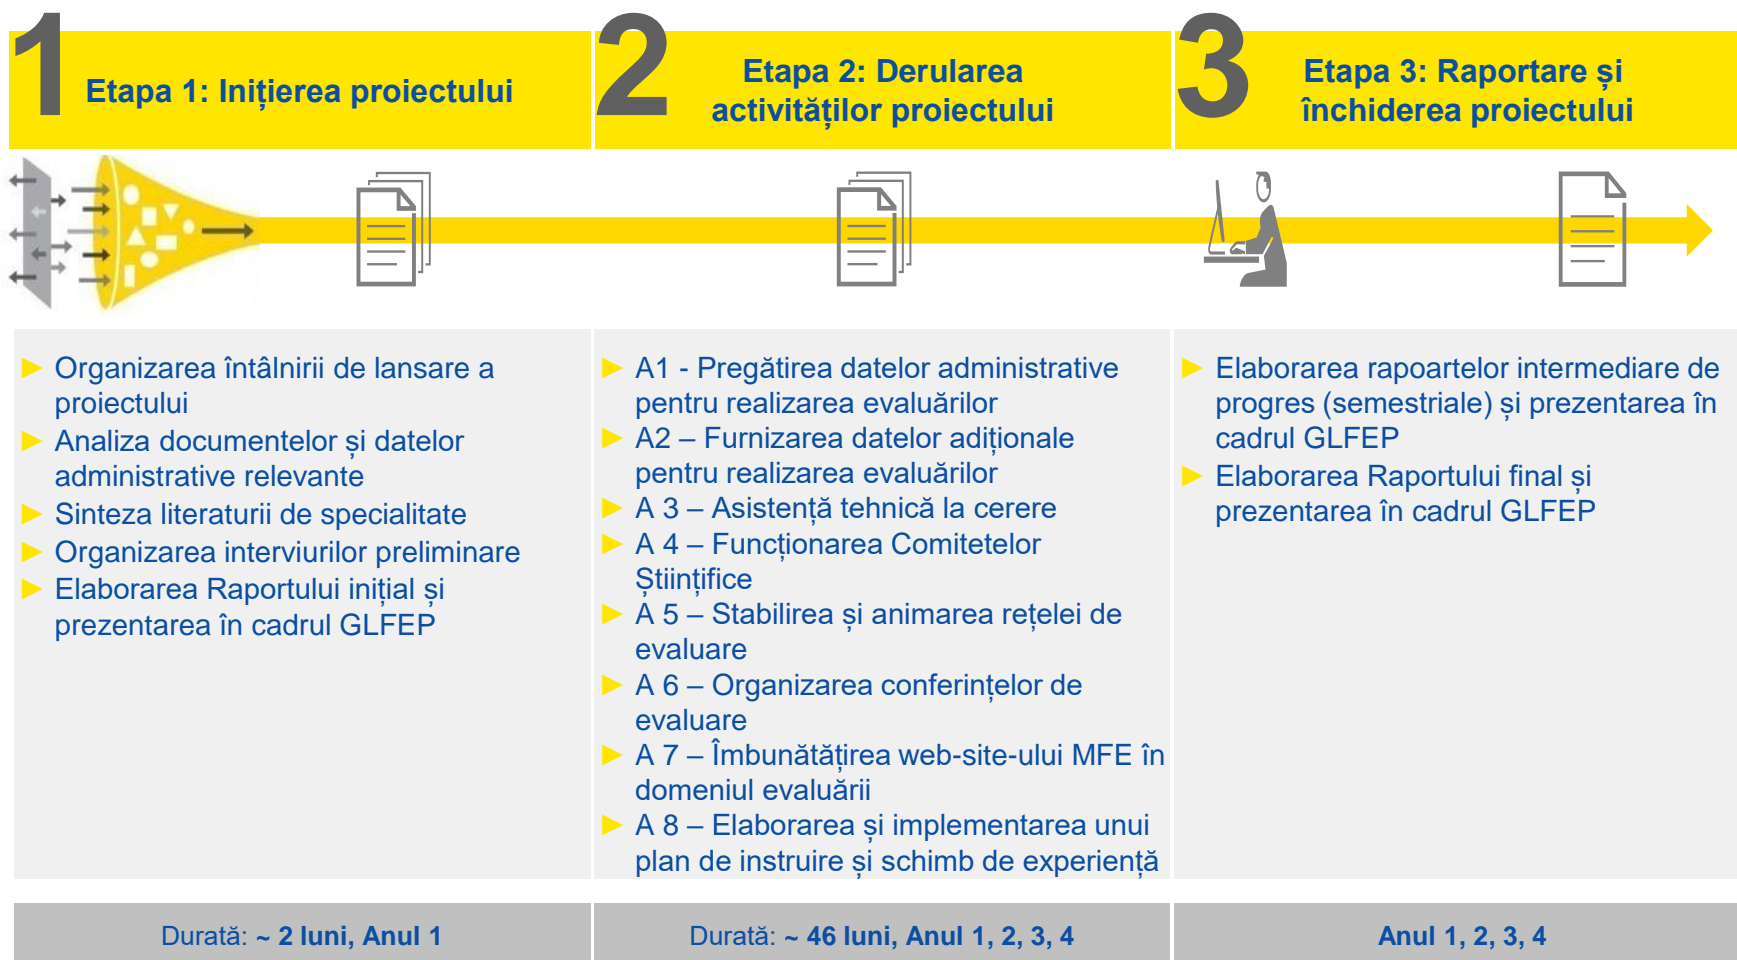 1
Etapa 1: Inițierea proiectului
2
Etapa 2: Derularea
activităților proiectului
3
Etapa 3: Raportare și
închiderea proiectului
Organizarea întâlnirii de lansare a
proiectului
Analiza documentelor și datelor
administrative relevante
Sinteza literaturii de specialitate
Organizarea interviurilor preliminare
Elaborarea Raportului inițial și
prezentarea în cadrul GLFEP
A1 - Pregătirea datelor administrative
pentru realizarea evaluărilor
A2 – Furnizarea datelor adiționale
pentru realizarea evaluărilor
A 3 – Asistență tehnică la cerere
A 4 – Funcționarea Comitetelor
Științifice
A 5 – Stabilirea și animarea rețelei de
evaluare
A 6 – Organizarea conferințelor de
evaluare
A 7 – Îmbunătățirea web-site-ului MFE în
domeniul evaluării
A 8 – Elaborarea și implementarea unui
plan de instruire și schimb de experiență
Elaborarea rapoartelor intermediare de
progres (semestriale) și prezentarea în
cadrul GLFEP
Elaborarea Raportului final și
prezentarea în cadrul GLFEP
Durată: ~ 2 luni, Anul 1
Durată: ~ 46 luni, Anul 1, 2, 3, 4
Anul 1, 2, 3, 4